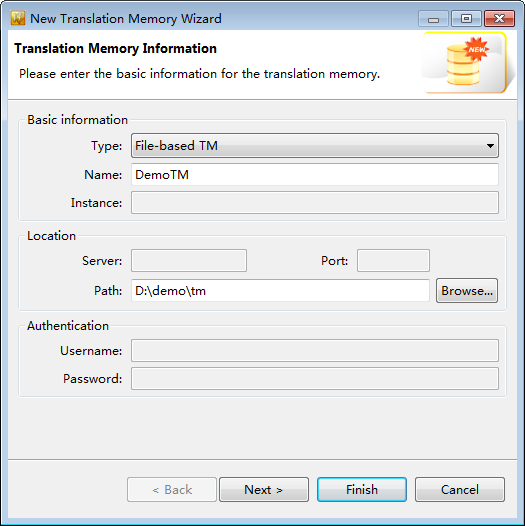 New Translation Memory Wizard
Translation Memory Information
NEW
Please enter the basic information for the translation memory.
Basic information
Type: File-based TM
Name: DemoTM
Instance:
Location
Server: Port:
Path: D:\demo\tm Browse...
Authentication
Username:
Password:
< Back Next > Finish Cancel